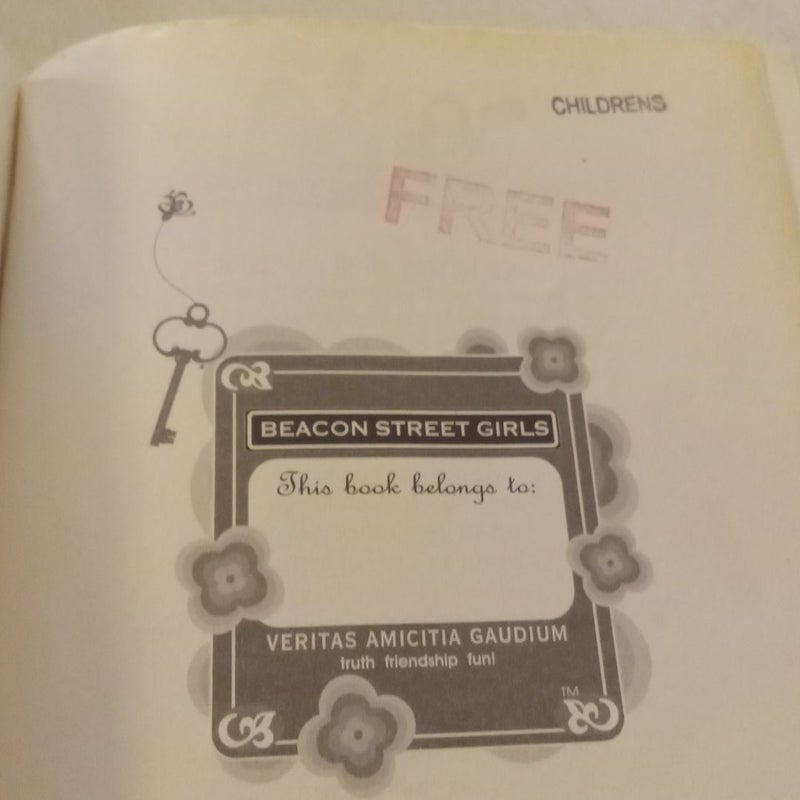 CHILDRENS
FREE
BEACON STREET GIRLS
This book belongs to:
VERITAS AMICITIA GAUDIUM
truth friendship fun!
TM